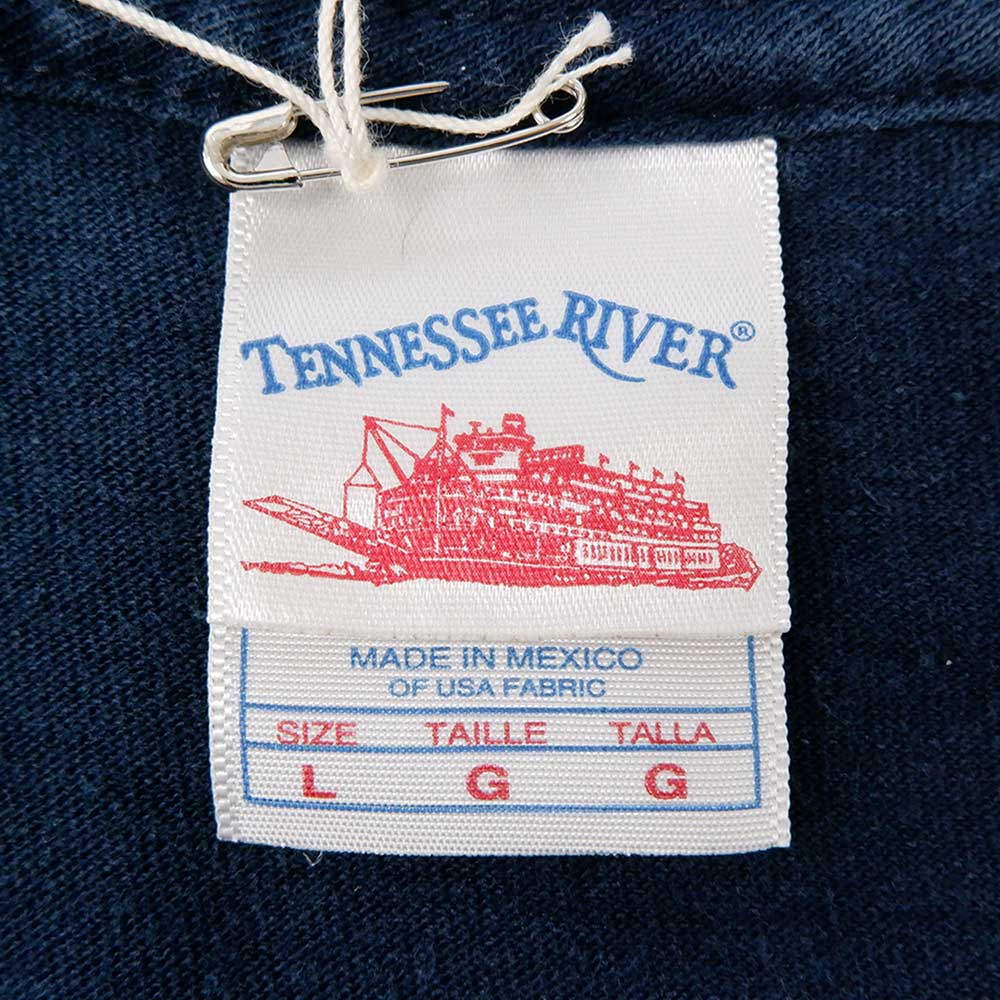 TENNESSEE RIVER®
MADE IN MEXICO
OF USA FABRIC
SIZE TAILLE TALLA
L G G